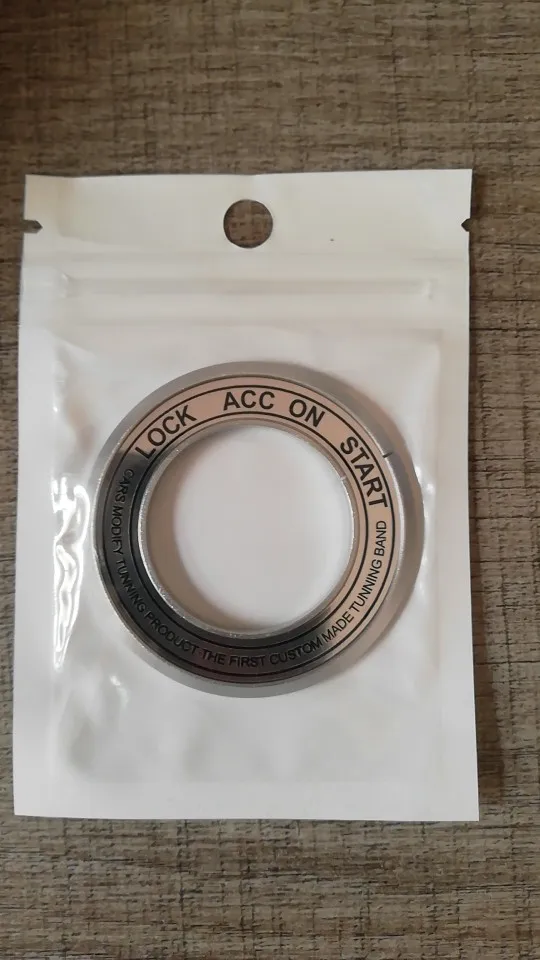 LOCK ACC ON START
CARS MODIFY TUNNING PRODUCT THE FIRST CUSTOM MADE TUNNING BAND